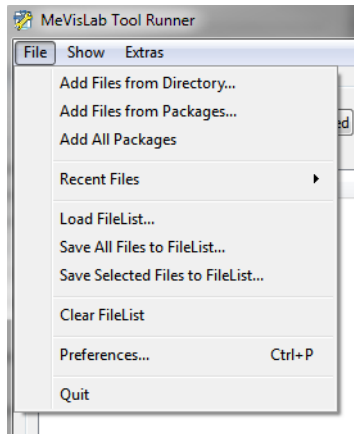 MeVisLab Tool Runner
File Show Extras
Add Files from Directory...
Add Files from Packages...
Add All Packages
Recent Files
Load FileList...
Save All Files to FileList...
Save Selected Files to FileList...
Clear FileList
Preferences... Ctrl+P
Quit